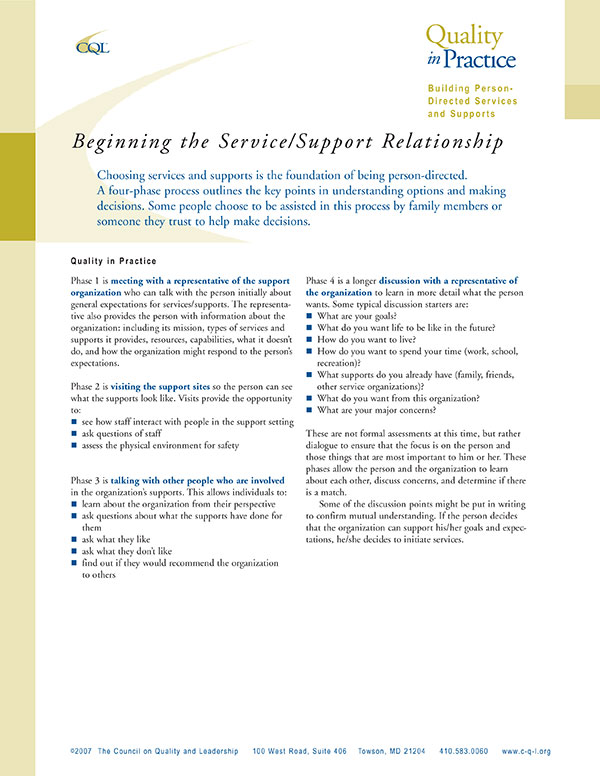 CQL
Quality
in Practice
Building Person-
Directed Services
and Supports
Beginning the Service/Support Relationship
Choosing services and supports is the foundation of being person-directed.
A four-phase process outlines the key points in understanding options and making
decisions. Some people choose to be assisted in this process by family members or
someone they trust to help make decisions.
Quality in Practice
Phase 1 is meeting with a representative of the support
organization who can talk with the person initially about
general expectations for services/supports. The representa-
tive also provides the person with information about the
organization: including its mission, types of services and
supports it provides, resources, capabilities, what it doesn't
do, and how the organization might respond to the person's
expectations.
Phase 2 is visiting the support sites so the person can see
what the supports look like. Visits provide the opportunity
to:
■ see how staff interact with people in the support setting
■ ask questions of staff
■ assess the physical environment for safety
Phase 3 is talking with other people who are involved
in the organization's supports. This allows individuals to:
■ learn about the organization from their perspective
■ ask questions about what the supports have done for
them
■ ask what they like
■ ask what they don't like
■ find out if they would recommend the organization
to others
Phase 4 is a longer discussion with a representative of
the organization to learn in more detail what the person
wants. Some typical discussion starters are:
■ What are your goals?
■ What do you want life to be like in the future?
■ How do you want to live?
■ How do you want to spend your time (work, school,
recreation)?
■ What supports do you already have (family, friends,
other service organizations)?
■ What do you want from this organization?
■ What are your major concerns?
These are not formal assessments at this time, but rather
dialogue to ensure that the focus is on the person and
those things that are most important to him or her. These
phases allow the person and the organization to learn
about each other, discuss concerns, and determine if there
is a match.
Some of the discussion points might be put in writing
to confirm mutual understanding. If the person decides
that the organization can support his/her goals and expec-
tations, he/she decides to initiate services.
©2007 The Council on Quality and Leadership 100 West Road, Suite 406 Towson, MD 21204 410.583.0060 www.c-q-l.org